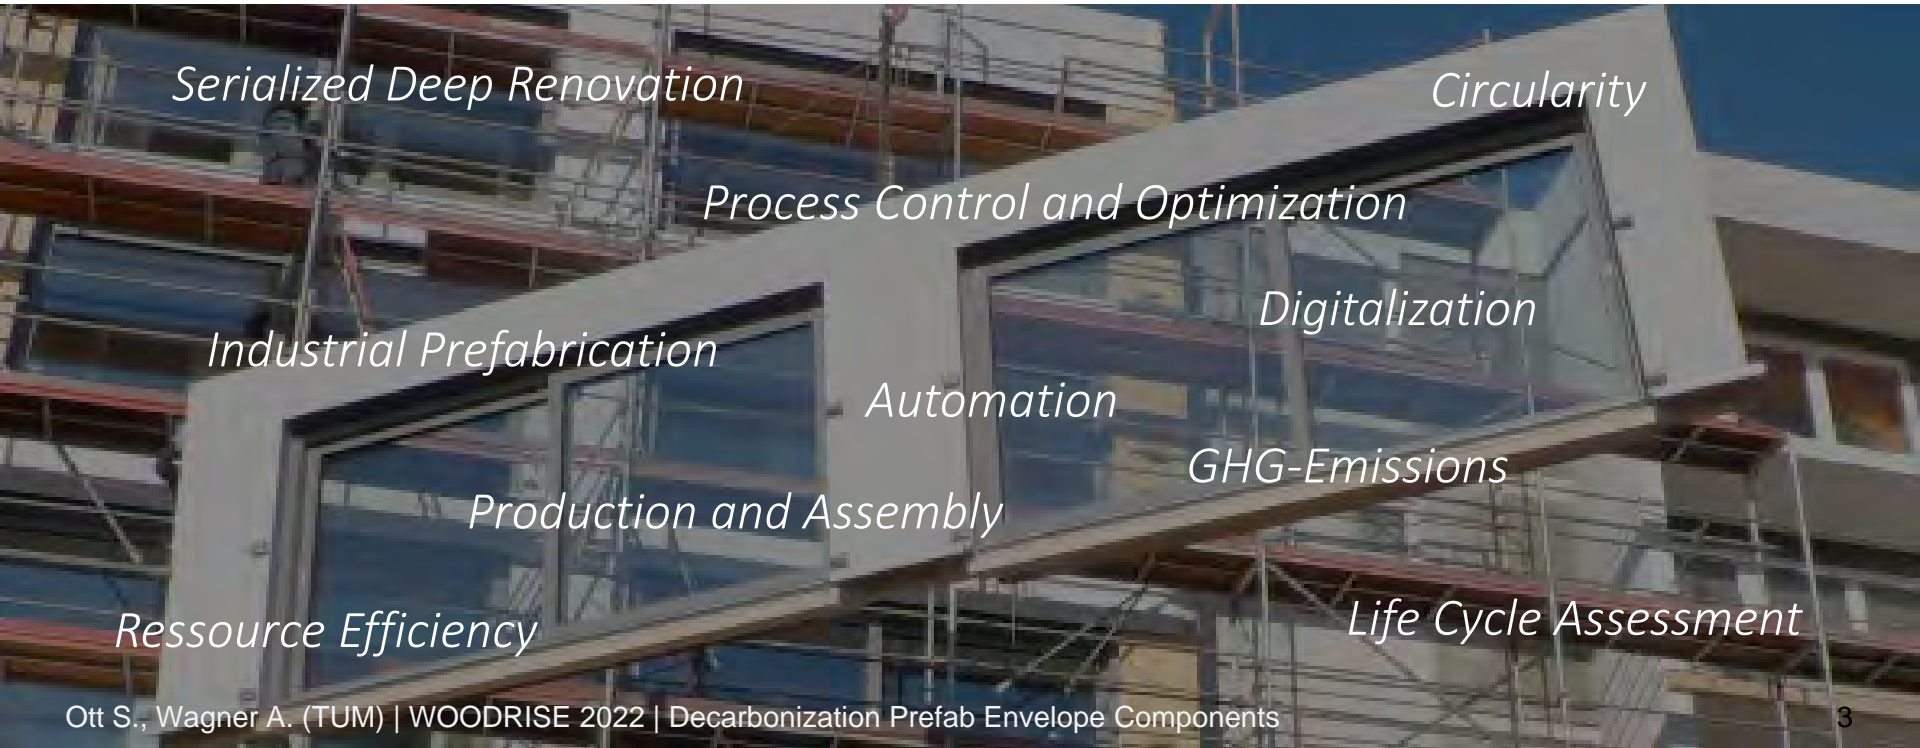 Serialized Deep Renovation
Circularity
Process Control and Optimization
Digitalization
Industrial Prefabrication
Automation
GHG-Emissions
Production and Assembly
Ressource Efficiency
Life Cycle Assessment
Ott S., Wagner A. (TUM) | WOODRISE 2022 | Decarbonization Prefab Envelope Components
3